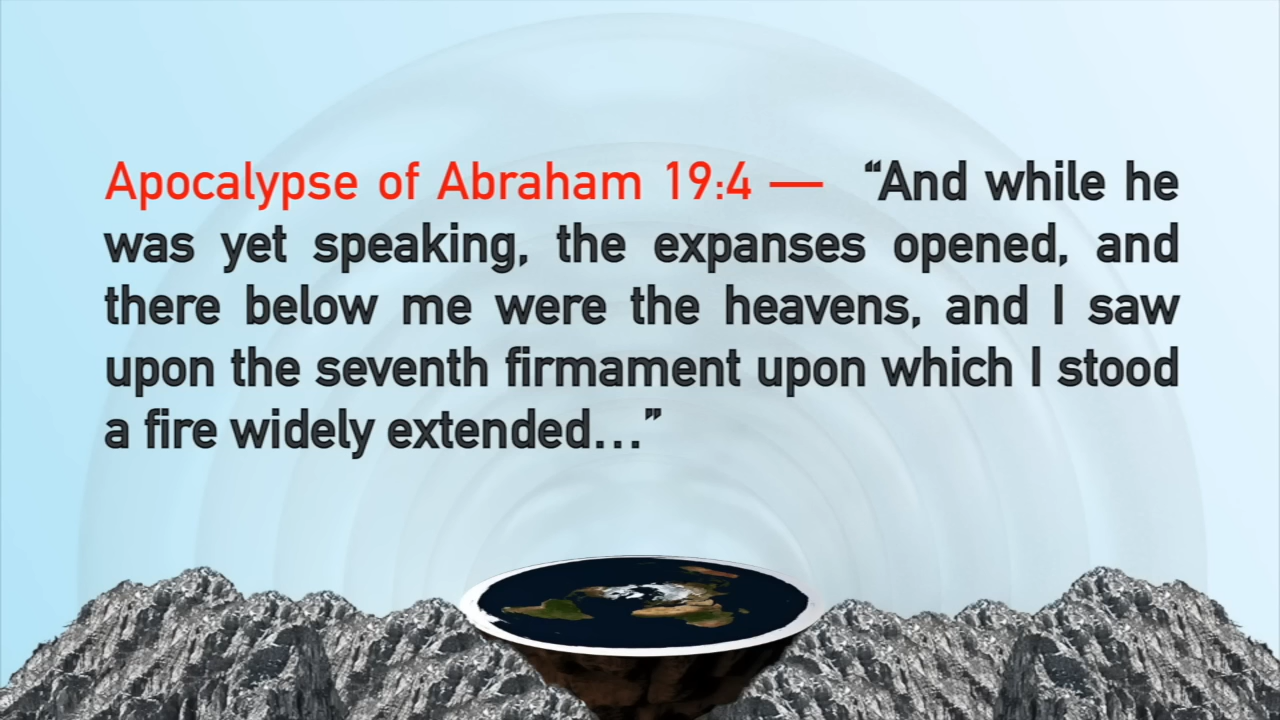 Apocalypse of Abraham 19:4 — “And while he
was yet speaking, the expanses opened, and
there below me were the heavens, and I saw
upon the seventh firmament upon which I stood
a fire widely extended…”